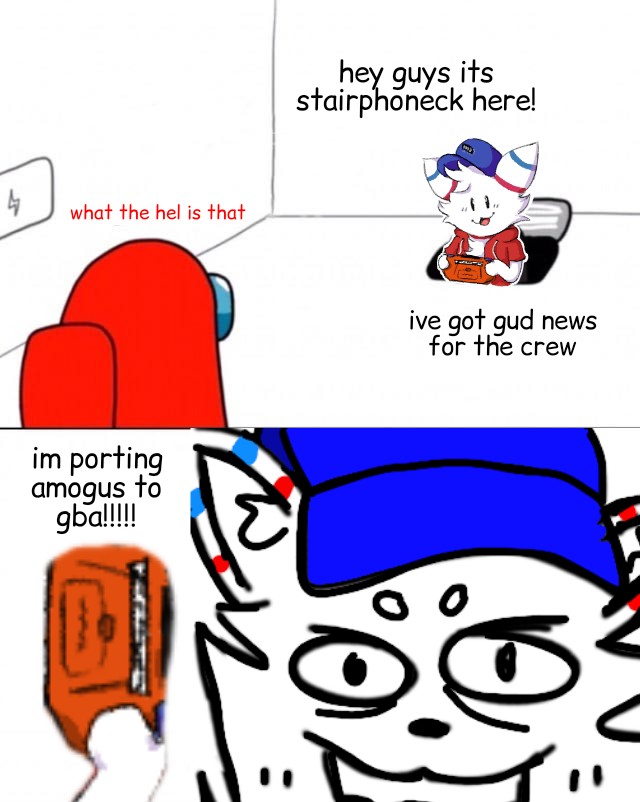 hey guys its
stairphoneck here!
what the hel is that
ive got gud news
for the crew
im porting
amogus to
gba!!!!!